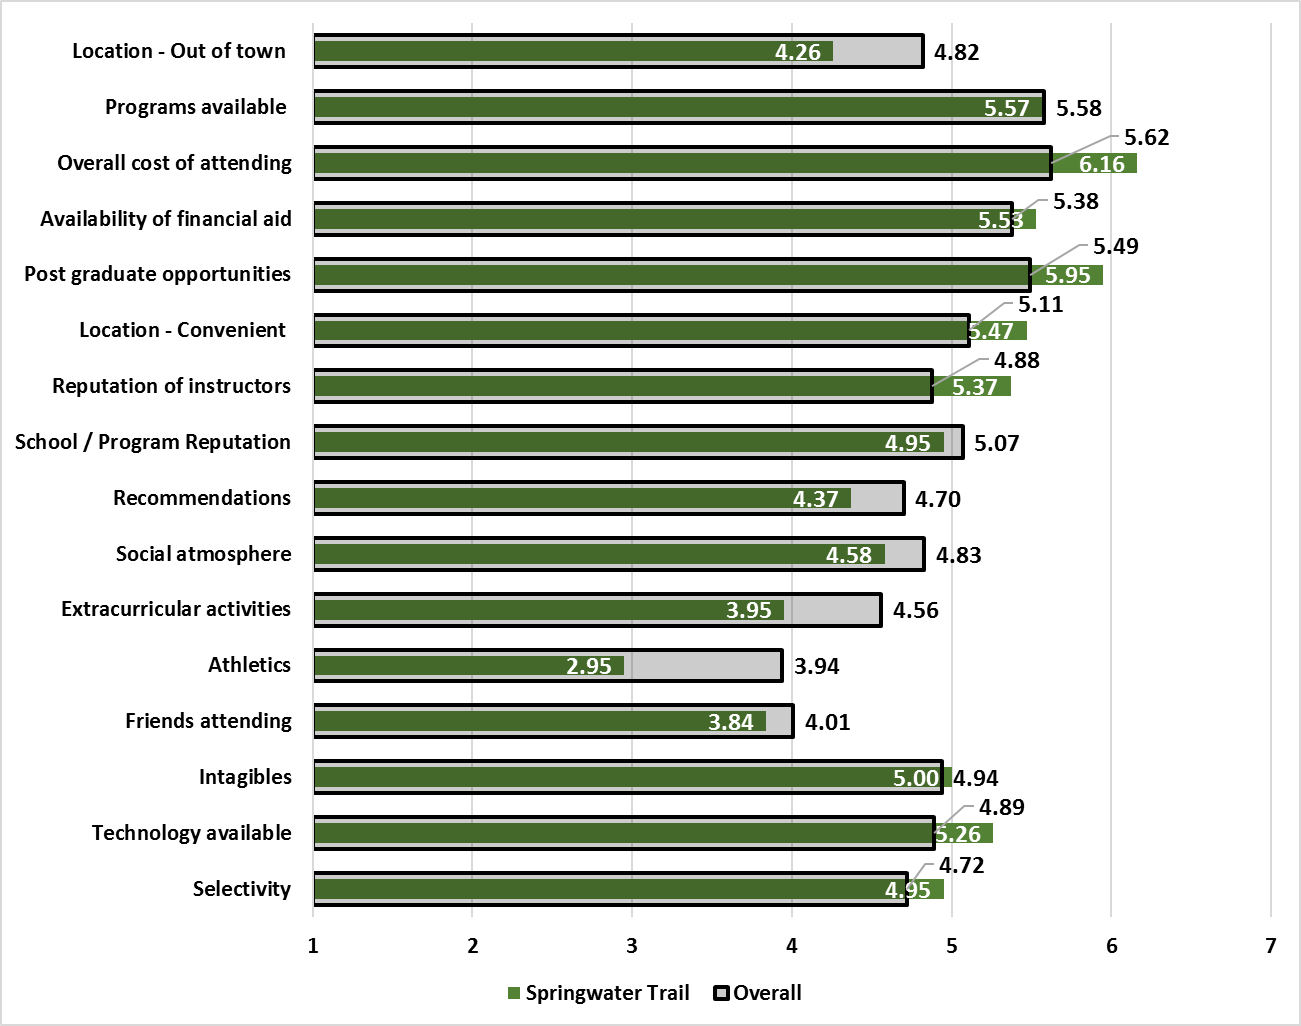 Location - Out of town 4.26 4.82
Programs available 5.57 5.58
Overall cost of attending 6.16 5.62
Availability of financial aid 5.53 5.38
Post graduate opportunities 5.95 5.49
Location - Convenient 5.47 5.11
Reputation of instructors 5.37 4.88
School / Program Reputation 4.95 5.07
Recommendations 4.37 4.70
Social atmosphere 4.58 4.83
Extracurricular activities 3.95 4.56
Athletics 2.95 3.94
Friends attending 3.84 4.01
Intagibles 5.00 4.94
Technology available 5.26 4.89
Selectivity 4.95 4.72
1 2 3 4 5 6 7
Springwater Trail Overall